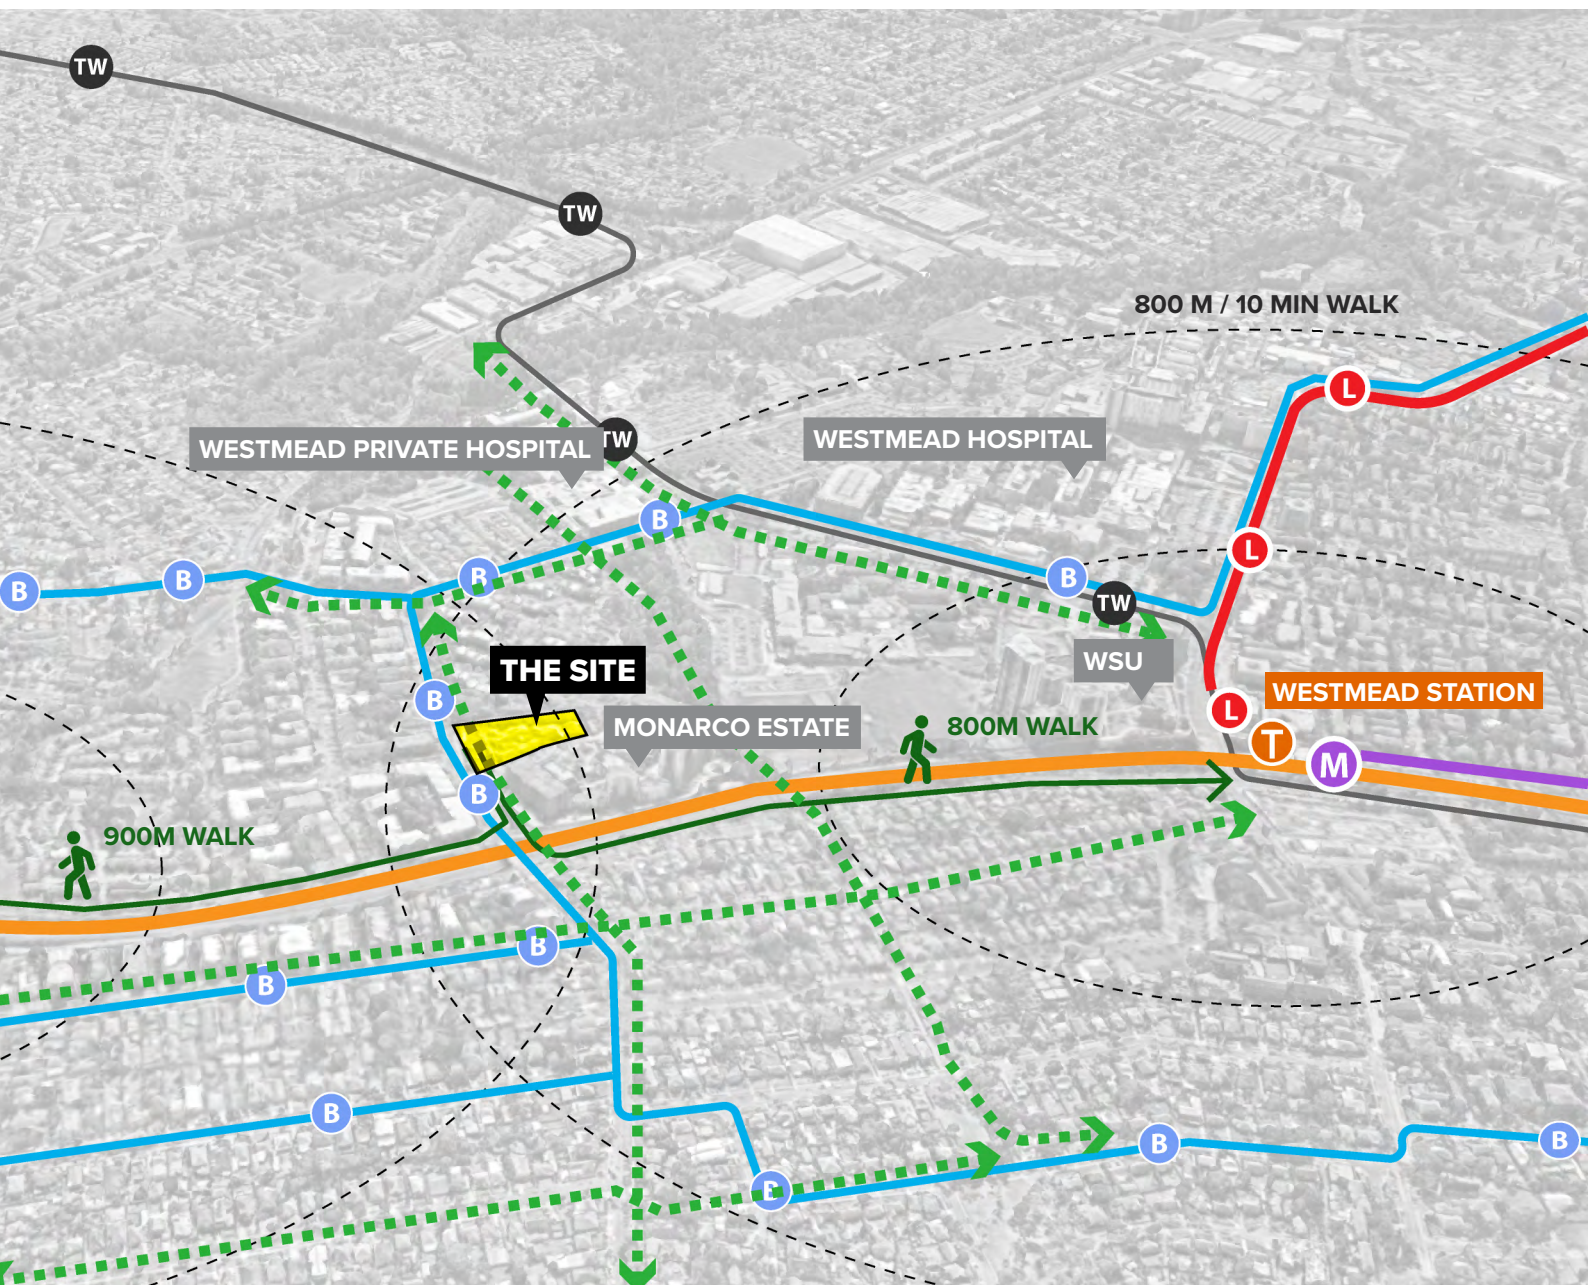 TW
TW
800 M / 10 MIN WALK
L
TW
WESTMEAD PRIVATE HOSPITAL
WESTMEAD HOSPITAL
B
L
B
B
B
B
TW
B
THE SITE
WSU
WESTMEAD STATION
B
L
MONARCO ESTATE
800M WALK
T
M
B
900M WALK
B
B
B
B
B
B